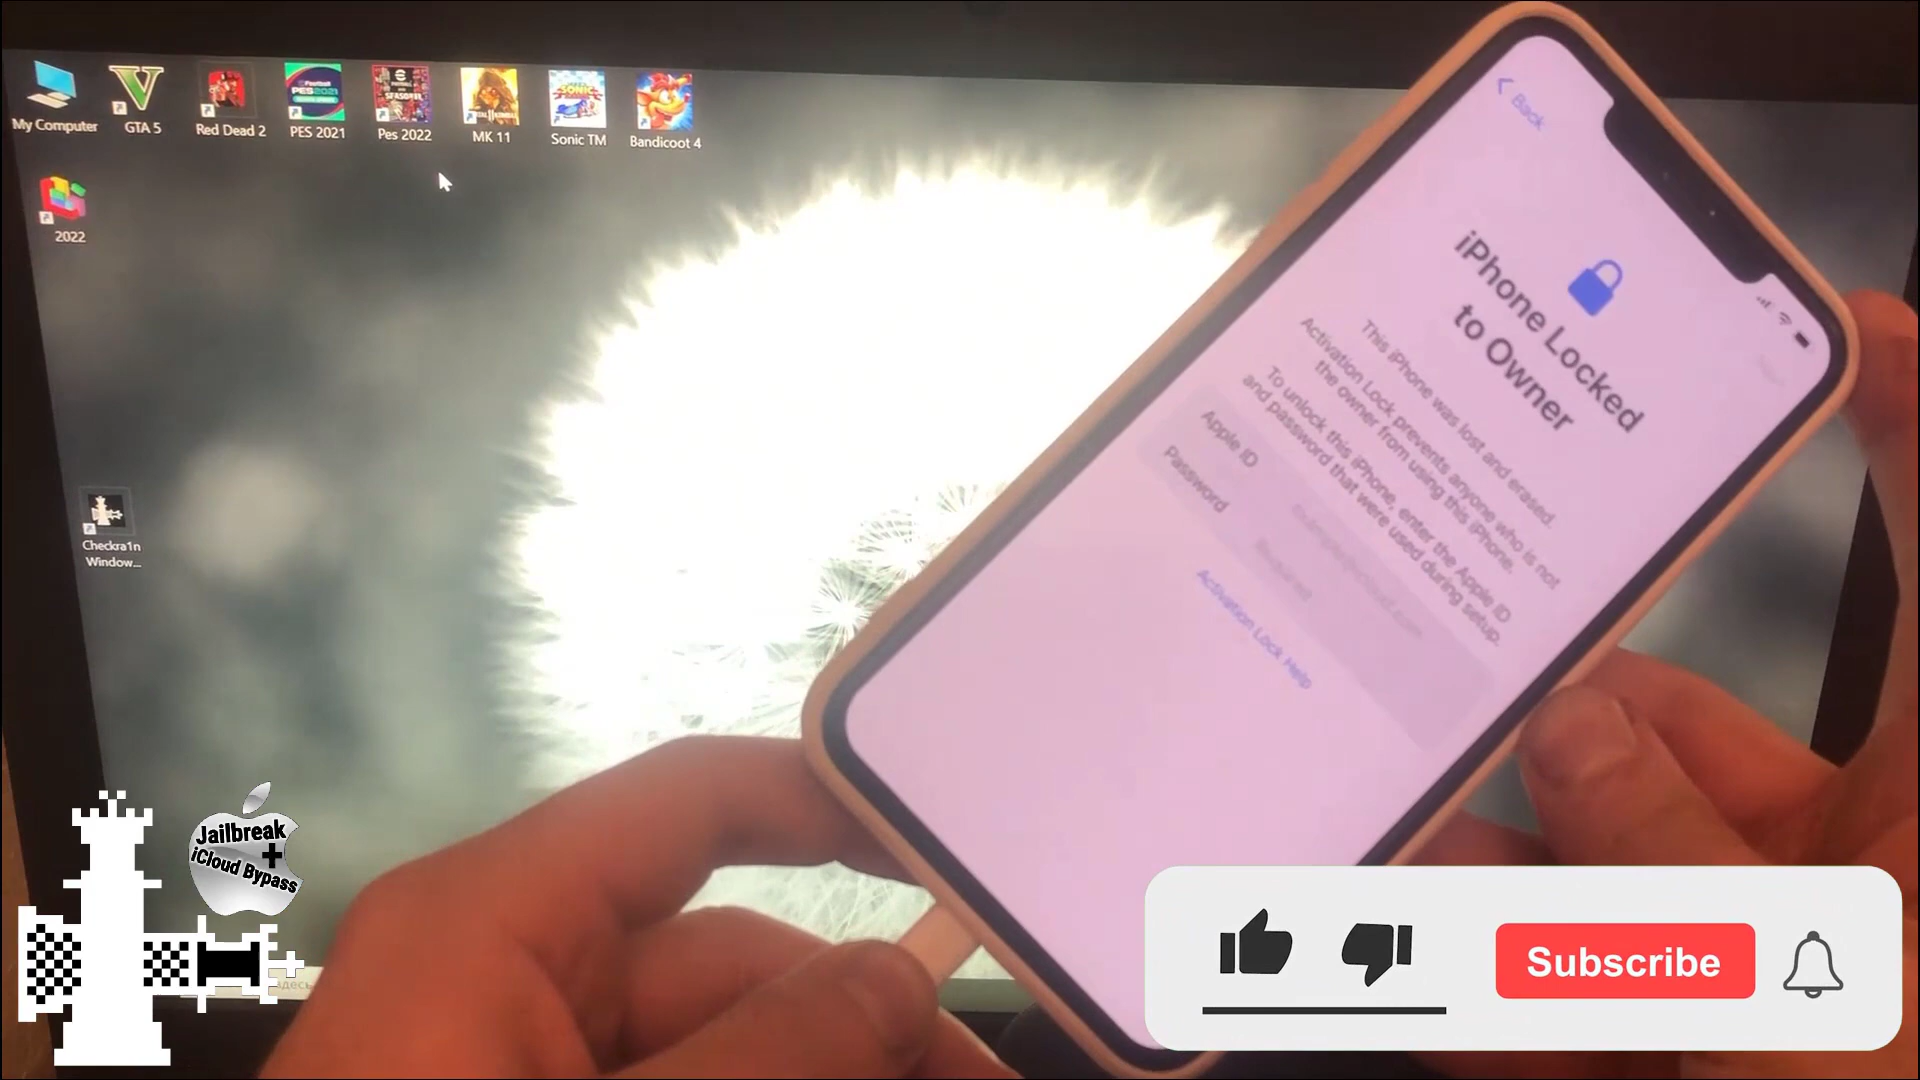 My Computer
GTA 5
Red Dead 2
PES 2021
Pes 2022
MK 11
Sonic TM
Bandicoot 4
2022
Checkra1n
Window...
Back
iPhone Locked
to Owner
This iPhone was lost and erased.
Activation Lock prevents anyone who is not
the owner from using this iPhone.
To unlock this iPhone, enter the Apple ID
and password that were used during setup.
Apple ID
Password
Required
Activation Lock Help
Jailbreak
+
iCloud Bypass
Subscribe